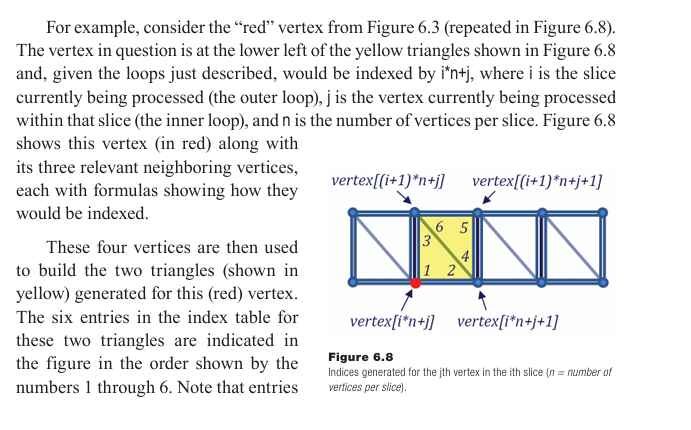 For example, consider the “red” vertex from Figure 6.3 (repeated in Figure 6.8).
The vertex in question is at the lower left of the yellow triangles shown in Figure 6.8
and, given the loops just described, would be indexed by i*n+j, where i is the slice
currently being processed (the outer loop), j is the vertex currently being processed
within that slice (the inner loop), and n is the number of vertices per slice. Figure 6.8
shows this vertex (in red) along with
its three relevant neighboring vertices,
each with formulas showing how they
would be indexed.
These four vertices are then used
to build the two triangles (shown in
yellow) generated for this (red) vertex.
The six entries in the index table for
these two triangles are indicated in
the figure in the order shown by the
numbers 1 through 6. Note that entries
vertex[(i+1)*n+j] vertex[(i+1)*n+j+1]
6 5
3
4
1 2
vertex[i*n+j] vertex[i*n+j+1]
Figure 6.8
Indices generated for the jth vertex in the ith slice (n = number of
vertices per slice).